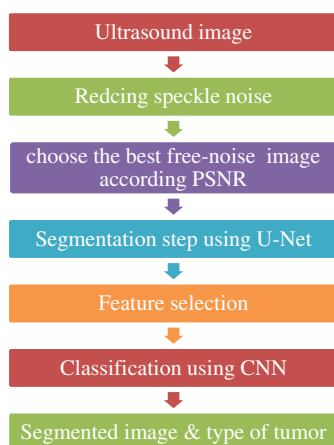 Ultrasound image
Redcing speckle noise
choose the best free-noise image
according PSNR
Segmentation step using U-Net
Feature selection
Classification using CNN
Segmented image & type of tumor